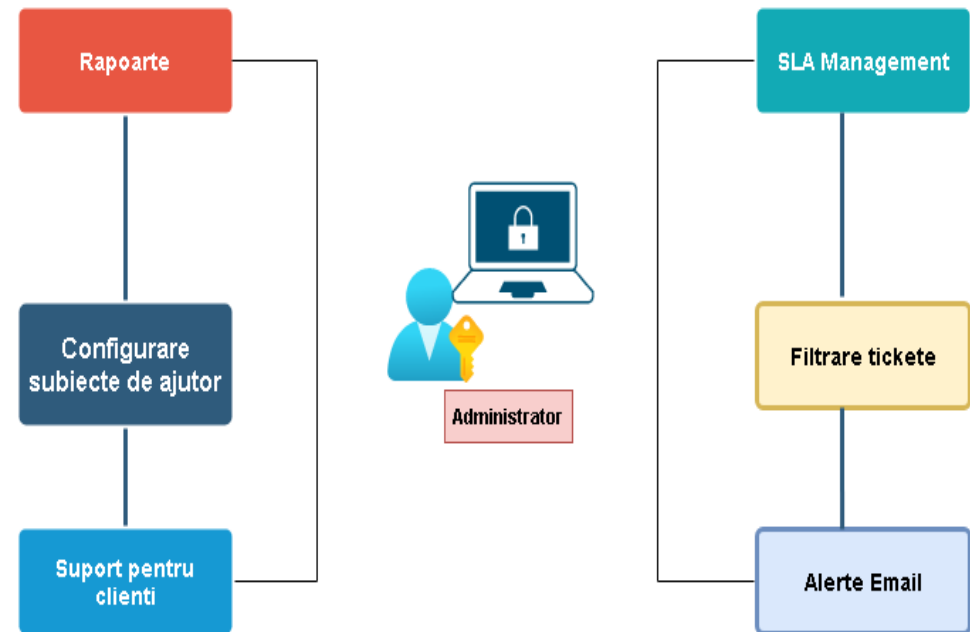 Rapoarte
SLA Management
Configurare
subiecte de ajutor
Filtrare tickete
Administrator
Suport pentru
clienti
Alerte Email